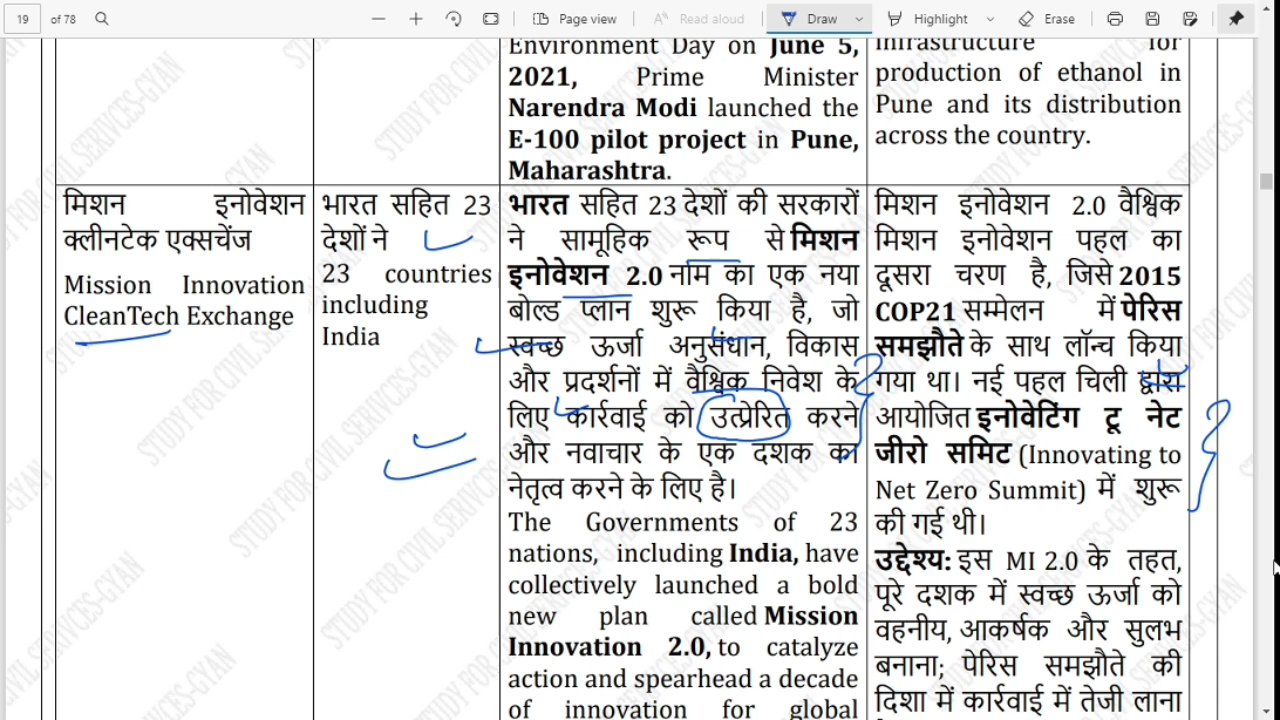 19 of 78 Page view Read aloud Draw Highlight Erase
Environment Day on June 5,
2021, Prime Minister
Narendra Modi launched the
E-100 pilot project in Pune,
Maharashtra.
infrastructure for
production of ethanol in
Pune and its distribution
across the country.
मिशन इनोवेशन
क्लीनटेक एक्सचेंज
Mission Innovation
CleanTech Exchange
भारत सहित 23
देशों ने
23 countries
including
India
भारत सहित 23 देशों की सरकारों
ने सामूहिक रूप से मिशन
इनोवेशन 2.0 नाम का एक नया
बोल्ड प्लान शुरू किया है, जो
स्वच्छ ऊर्जा अनुसंधान, विकास
और प्रदर्शनों में वैश्विक निवेश के
लिए कार्रवाई को उत्प्रेरित करने
और नवाचार के एक दशक का
नेतृत्व करने के लिए है।
The Governments of 23
nations, including India, have
collectively launched a bold
new plan called Mission
Innovation 2.0, to catalyze
action and spearhead a decade
of innovation for global
मिशन इनोवेशन 2.0 वैश्विक
मिशन इनोवेशन पहल का
दूसरा चरण है, जिसे 2015
COP21 सम्मेलन में पेरिस
समझौते के साथ लॉन्च किया
गया था। नई पहल चिली द्वारा
आयोजित इनोवेटिंग टू नेट
जीरो समिट (Innovating to
Net Zero Summit) में शुरू
की गई थी।
उद्देश्य: इस MI 2.0 के तहत,
पूरे दशक में स्वच्छ ऊर्जा को
वहनीय, आकर्षक और सुलभ
बनाना; पेरिस समझौते की
दिशा में कार्रवाई में तेजी लाना
STUDY FOR CIVIL SERIVCES-GYAN